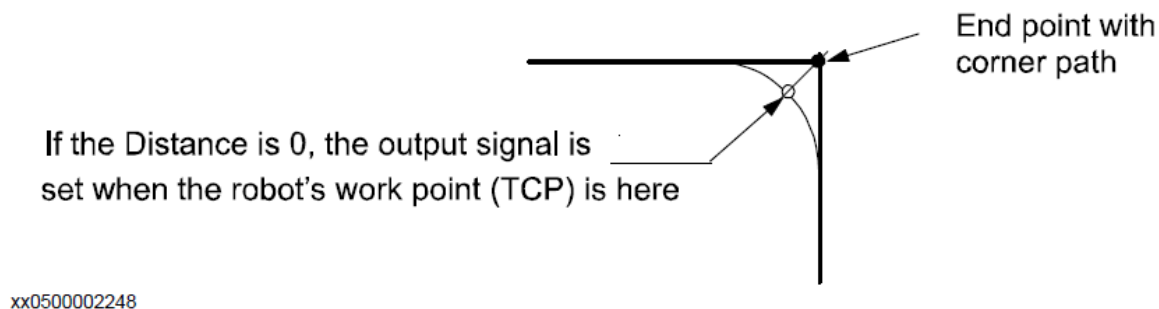 End point with
corner path
If the Distance is 0, the output signal is
set when the robot's work point (TCP) is here
xx0500002248